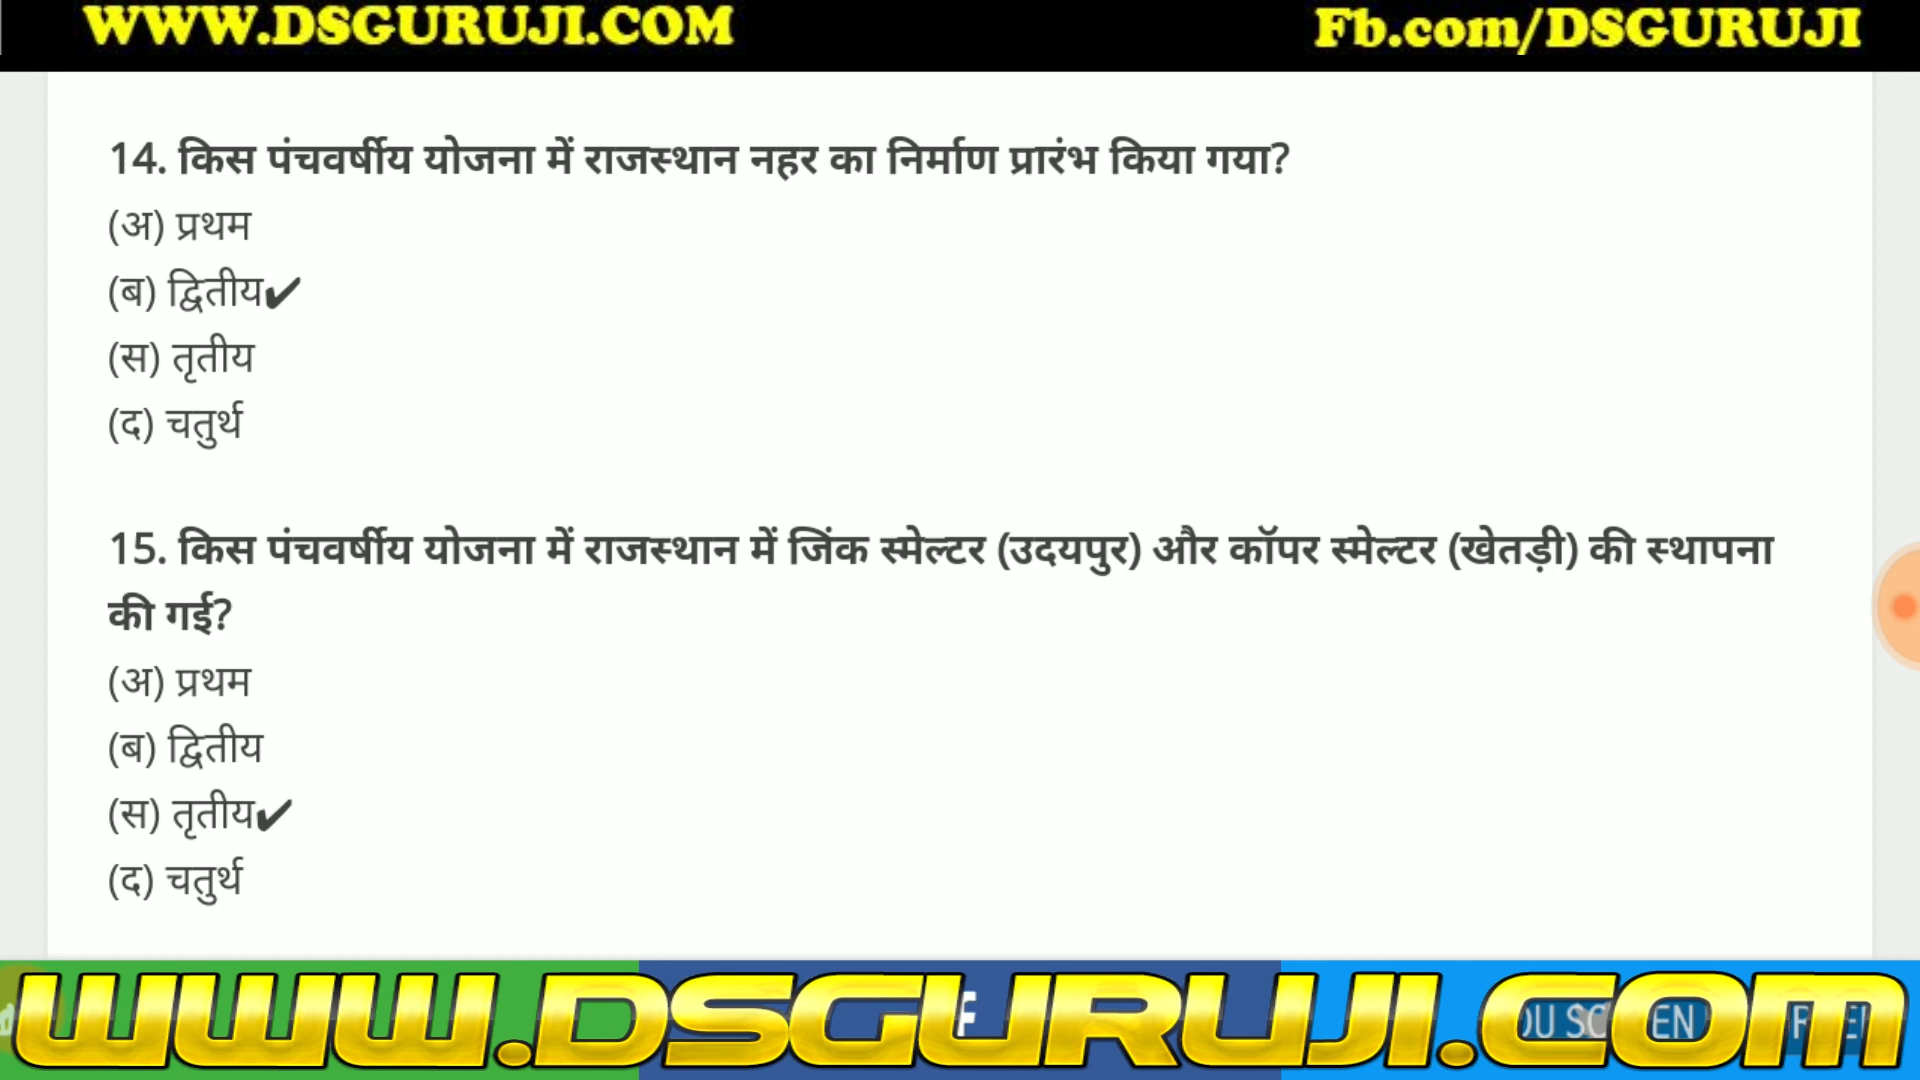 WWW.DSGURUJI.COM Fb.com/DSGURUJI
14. किस पंचवर्षीय योजना में राजस्थान नहर का निर्माण प्रारंभ किया गया?
(अ) प्रथम
(ब) द्वितीय✔
(स) तृतीय
(द) चतुर्थ
15. किस पंचवर्षीय योजना में राजस्थान में जिंक स्मेल्टर (उदयपुर) और कॉपर स्मेल्टर (खेतड़ी) की स्थापना
की गई?
(अ) प्रथम
(ब) द्वितीय
(स) तृतीय✔
(द) चतुर्थ
WWW.DSGURUJI.COM